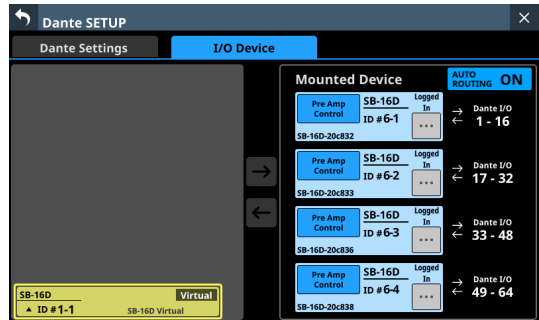 Dante SETUP
Dante Settings
I/O Device
SB-16D
Virtual
▲ ID #1-1
SB-16D Virtual
Mounted Device
AUTO
ROUTING
ON
Pre Amp
Control
SB-16D
ID #6-1
Logged
In
...
SB-16D-20c832
Dante I/O
1 - 16
Pre Amp
Control
SB-16D
ID #6-2
Logged
In
...
SB-16D-20c833
Dante I/O
17 - 32
Pre Amp
Control
SB-16D
ID #6-3
Logged
In
...
SB-16D-20c836
Dante I/O
33 - 48
Pre Amp
Control
SB-16D
ID #6-4
Logged
In
...
SB-16D-20c838
Dante I/O
49 - 64